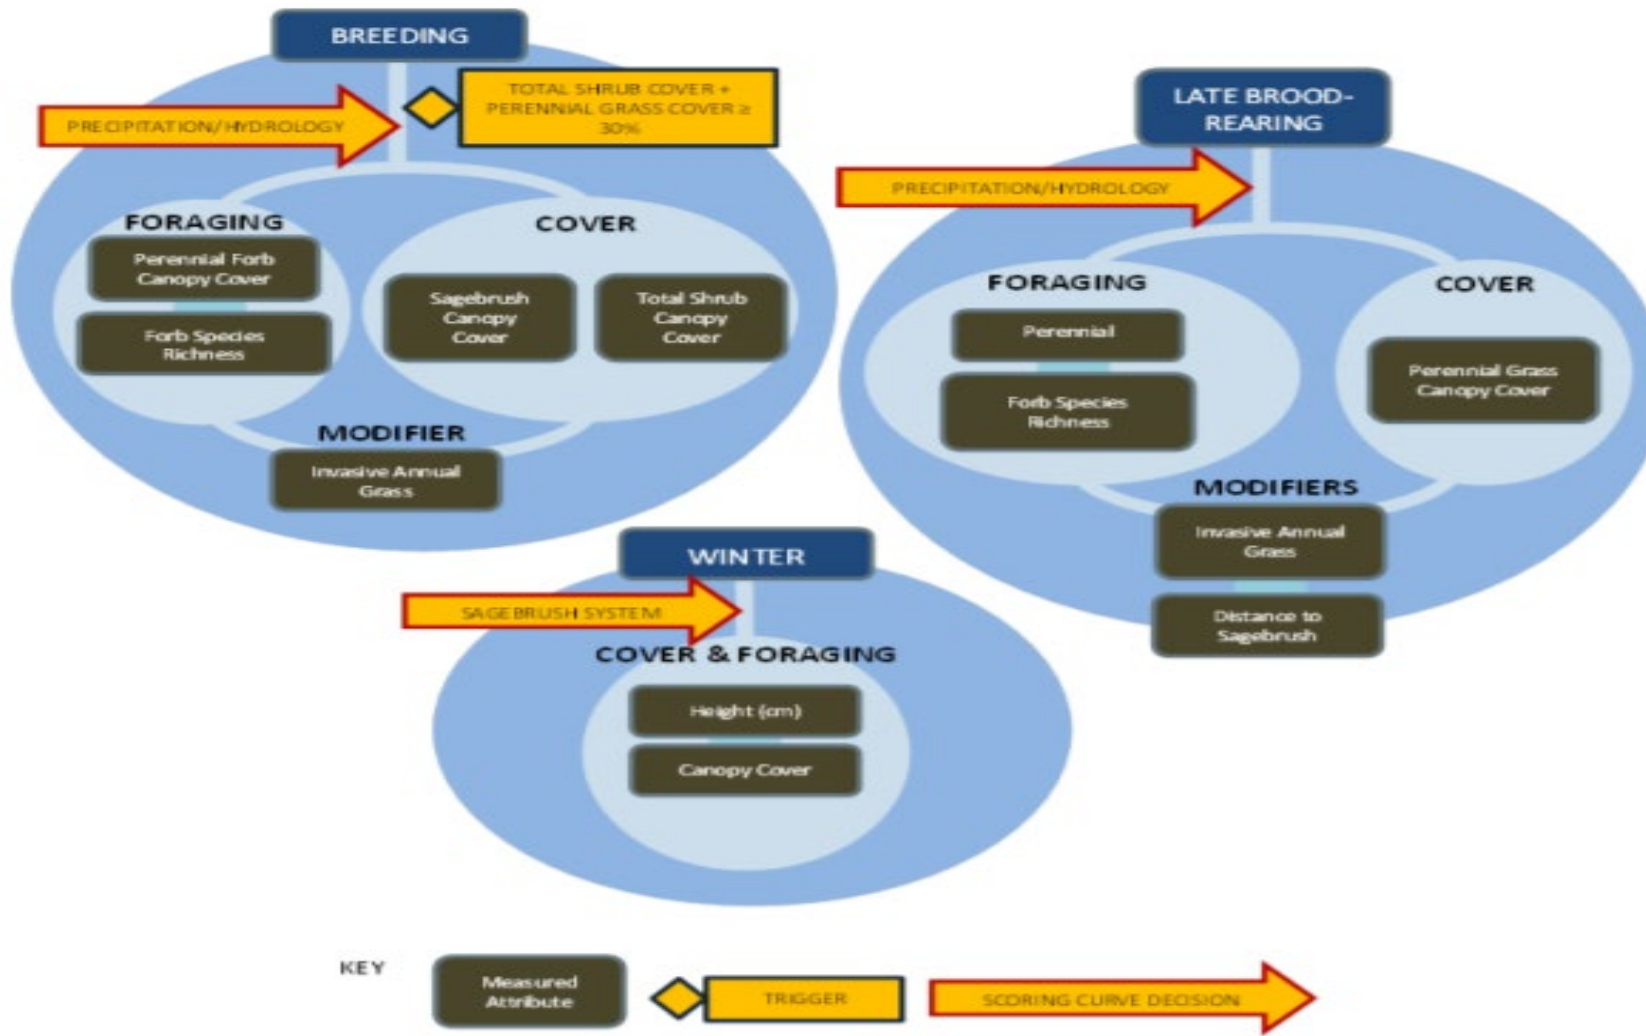 BREEDING
TOTAL SHRUB COVER +
PERENNIAL GRASS COVER ≥
30%
PRECIPITATION/HYDROLOGY
FORAGING
Perennial Forb
Canopy Cover
Forb Species
Richness
COVER
Sagebrush
Canopy
Cover
Total Shrub
Canopy
Cover
MODIFIER
Invasive Annual
Grass
LATE BROOD-
REARING
PRECIPITATION/HYDROLOGY
FORAGING
Perennial
Forb Species
Richness
COVER
Perennial Grass
Canopy Cover
MODIFIERS
Invasive Annual
Grass
Distance to
Sagebrush
WINTER
SAGEBRUSH SYSTEM
COVER & FORAGING
Height (cm)
Canopy Cover
KEY
Measured
Attribute
TRIGGER
SCORING CURVE DECISION